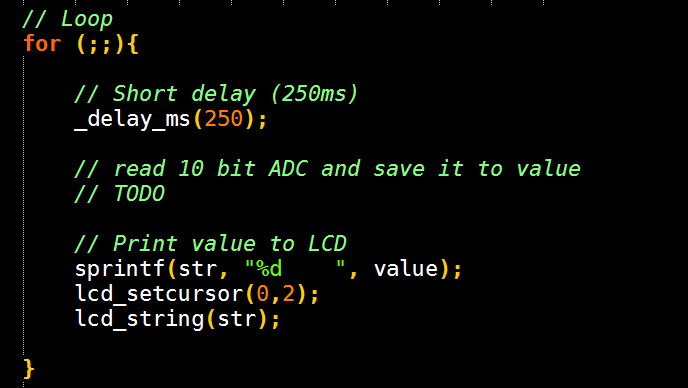 // Loop
for (;;){
// Short delay (250ms)
_delay_ms(250);
// read 10 bit ADC and save it to value
// TODO
// Print value to LCD
sprintf(str, "%d    ", value);
lcd_setcursor(0,2);
lcd_string(str);
}